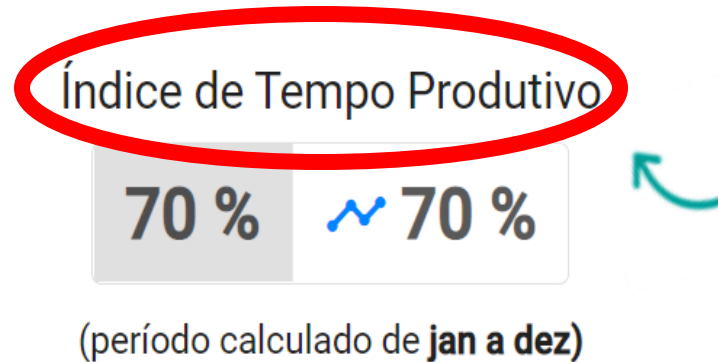 Índice de Tempo Produtivo
70 % 70 %
(período calculado de jan a dez)